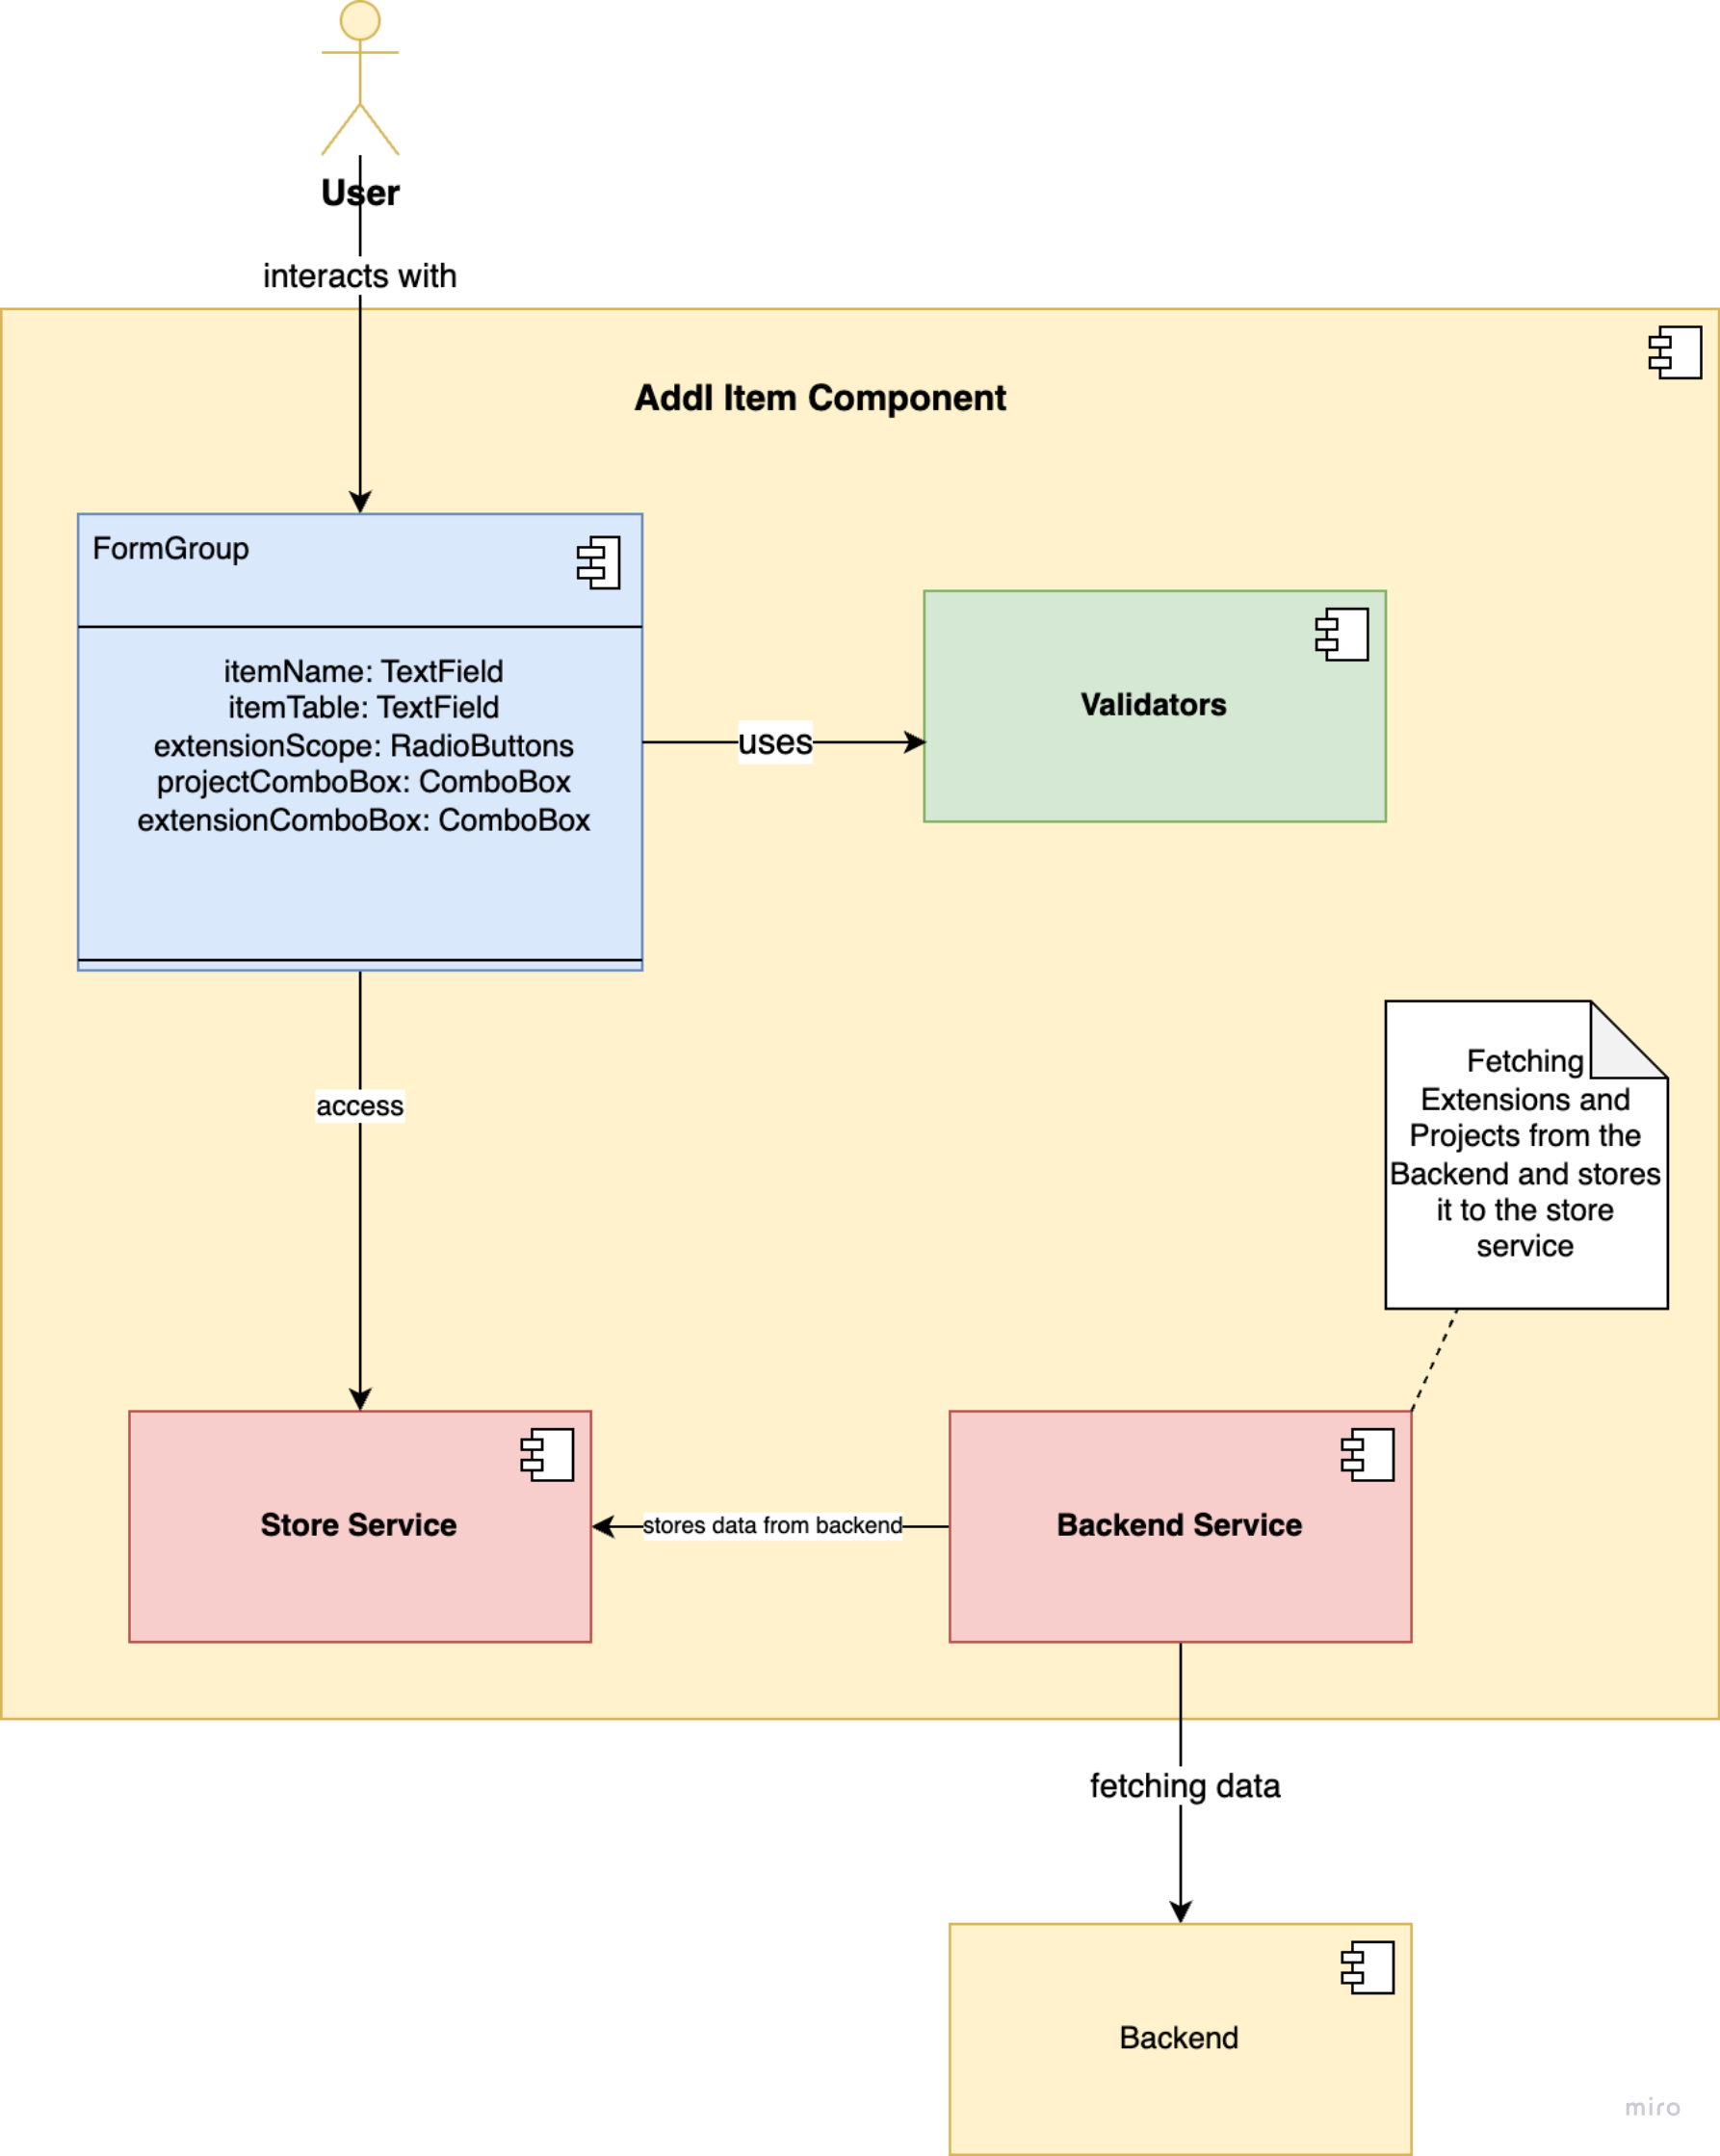 User
interacts with
Addl Item Component
FormGroup
itemName: TextField
itemTable: TextField
extensionScope: RadioButtons
projectComboBox: ComboBox
extensionComboBox: ComboBox
uses
Validators
access
Fetching
Extensions and
Projects from the
Backend and stores
it to the store
service
Store Service
stores data from backend
Backend Service
fetching data
Backend
miro